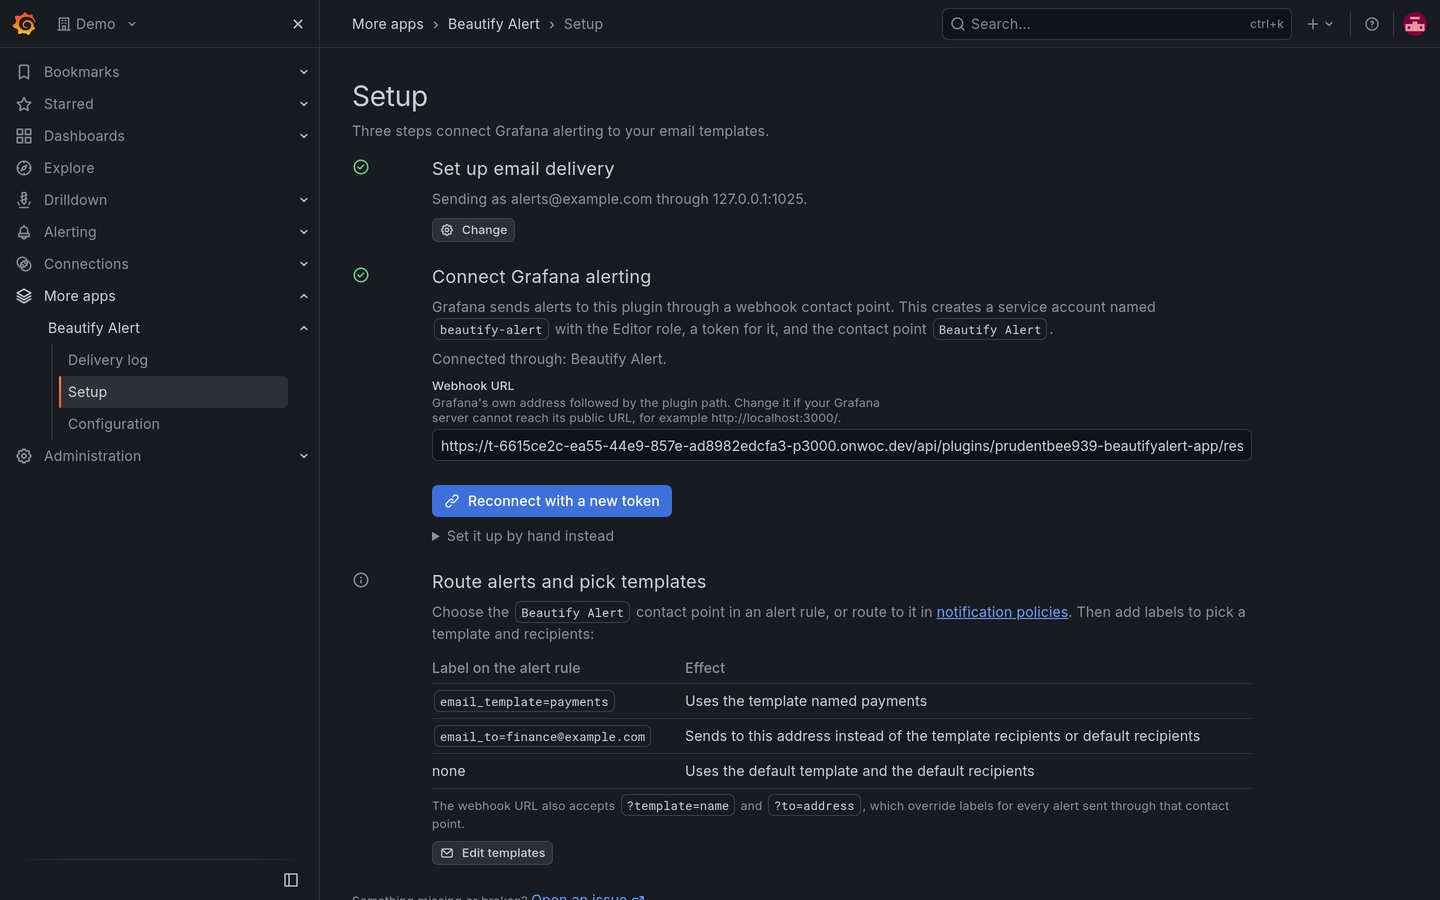 Demo
More apps › Beautify Alert › Setup
Search...
ctrl+k
Bookmarks
Starred
Dashboards
Explore
Drilldown
Alerting
Connections
More apps
Beautify Alert
Delivery log
Setup
Configuration
Administration
Setup
Three steps connect Grafana alerting to your email templates.
Set up email delivery
Sending as alerts@example.com through 127.0.0.1:1025.
Change
Connect Grafana alerting
Grafana sends alerts to this plugin through a webhook contact point. This creates a service account named
beautify-alert with the Editor role, a token for it, and the contact point Beautify Alert .
Connected through: Beautify Alert.
Webhook URL
Grafana's own address followed by the plugin path. Change it if your Grafana
server cannot reach its public URL, for example http://localhost:3000/.
https://t-6615ce2c-ea55-44e9-857e-ad8982edcfa3-p3000.onwoc.dev/api/plugins/prudentbee939-beautifyalert-app/res
Reconnect with a new token
Set it up by hand instead
Route alerts and pick templates
Choose the Beautify Alert contact point in an alert rule, or route to it in notification policies. Then add labels to pick a
template and recipients:
Label on the alert rule Effect
email_template=payments Uses the template named payments
email_to=finance@example.com Sends to this address instead of the template recipients or default recipients
none Uses the default template and the default recipients
The webhook URL also accepts ?template=name and ?to=address , which override labels for every alert sent through that contact
point.
Edit templates
Something missing or broken? Open an issue